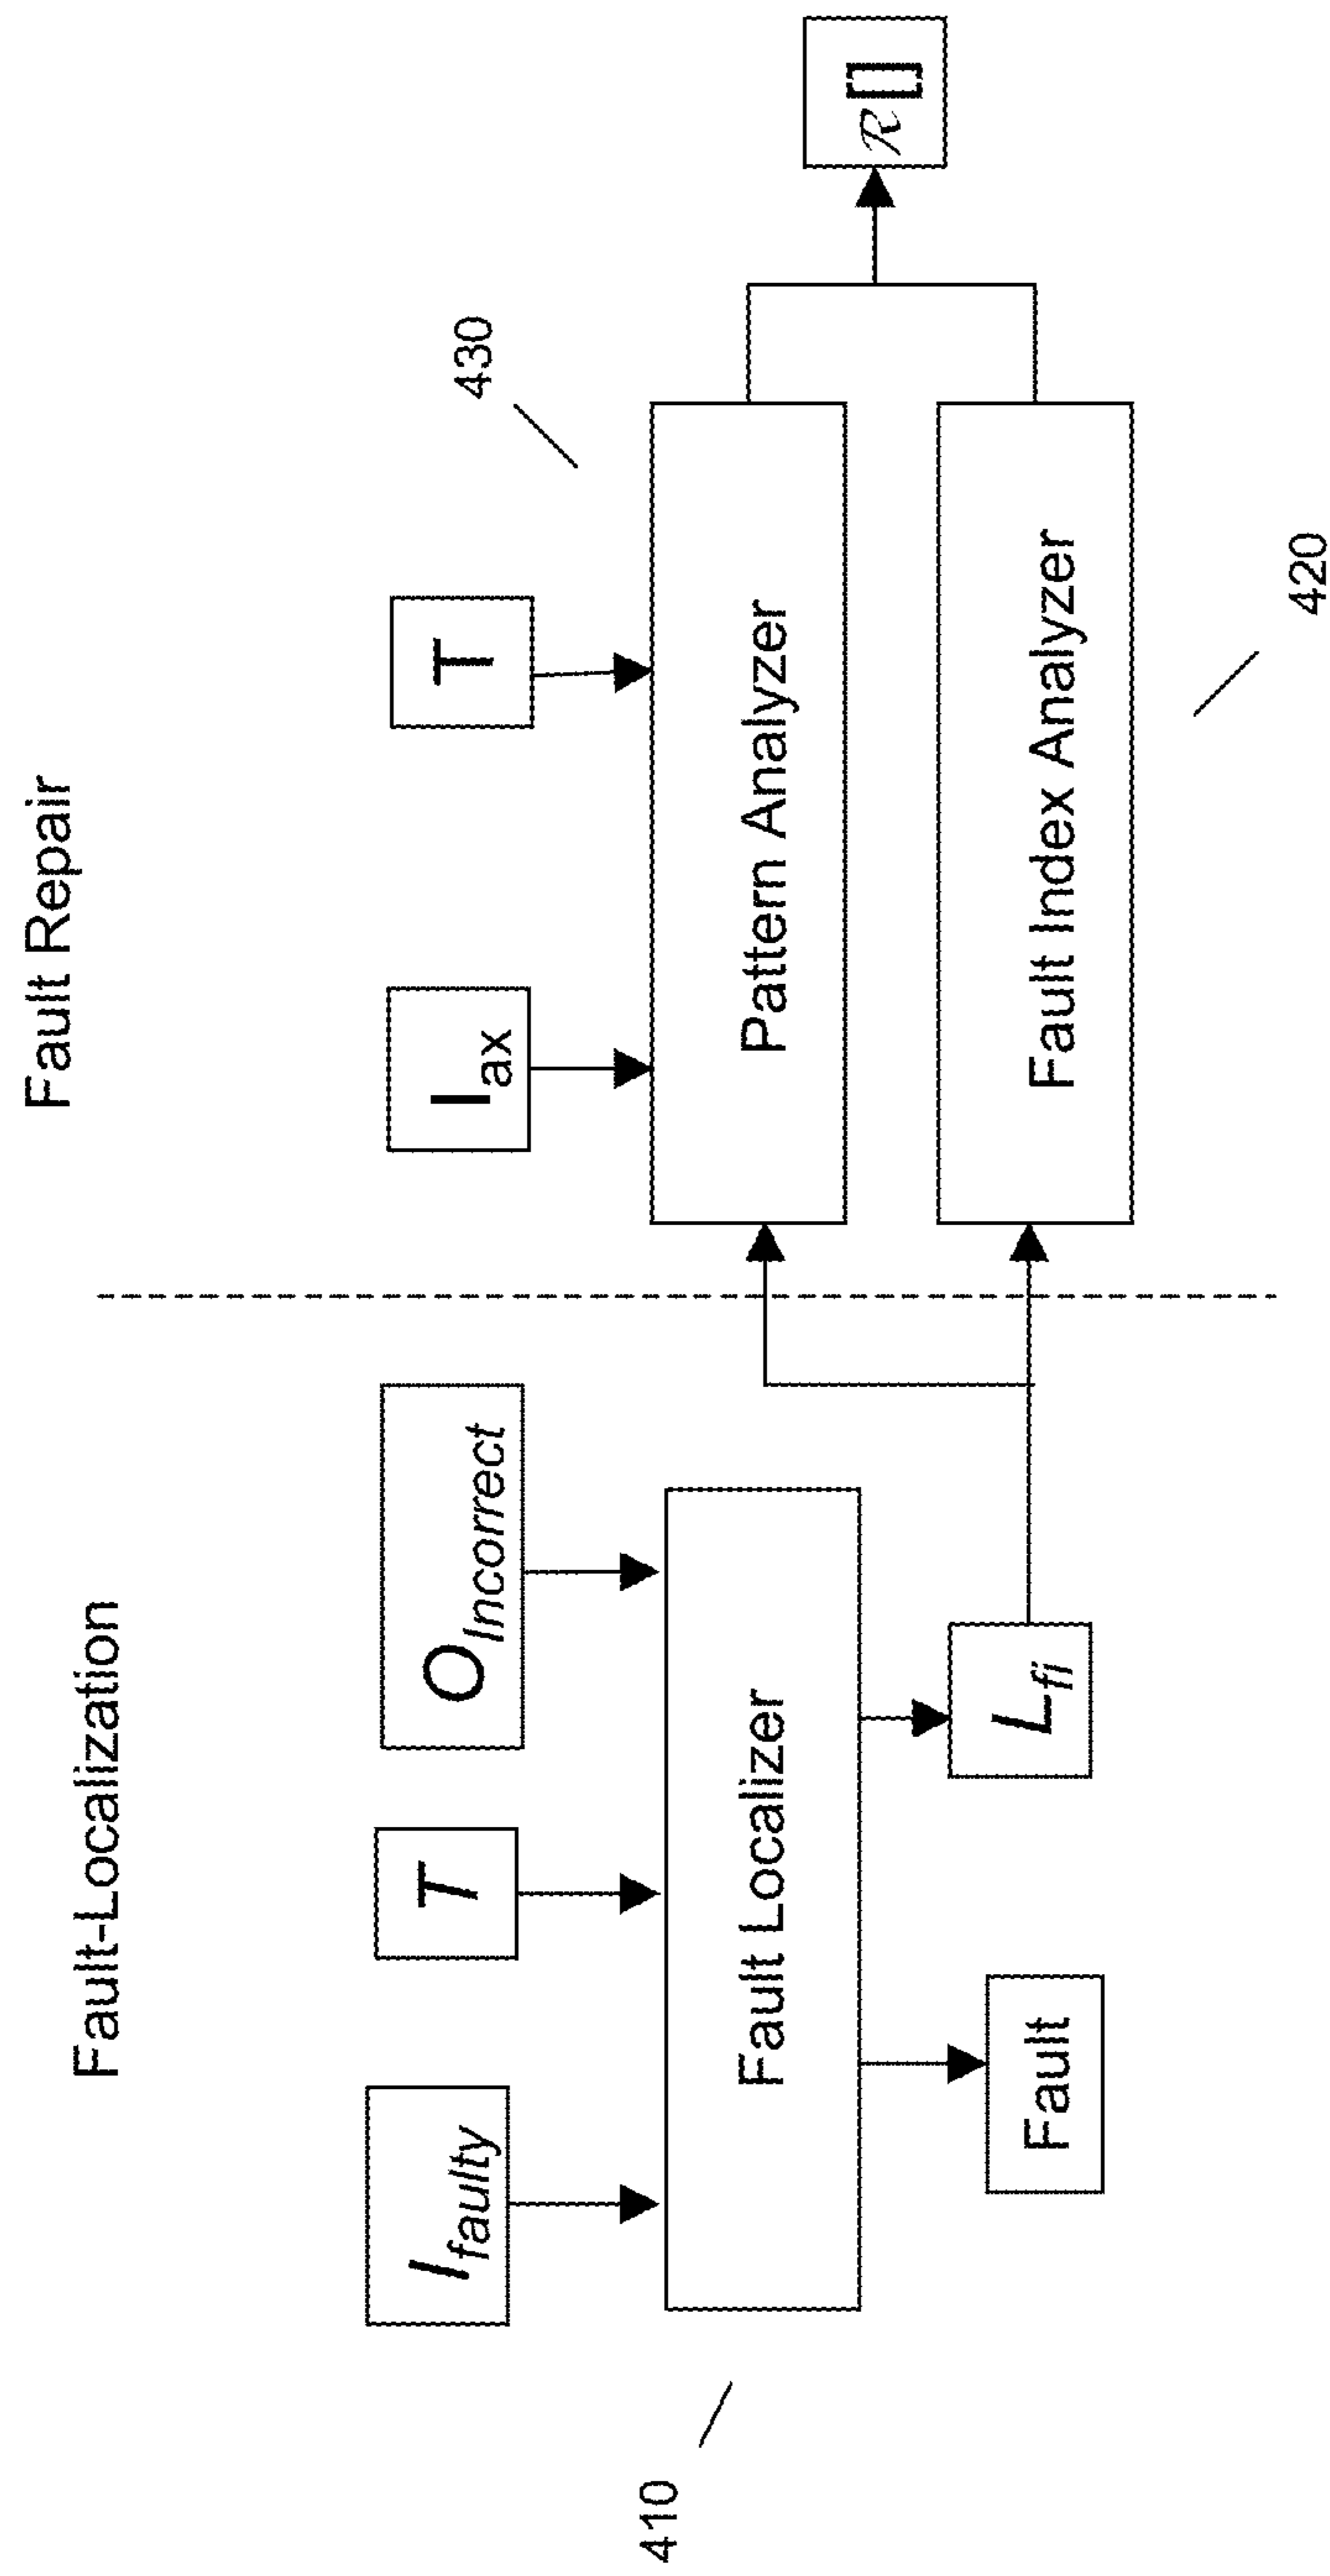 Fault-Localization
Fault Repair
I_faulty
T
O_Incorrect
I_ax
T
430
410
Fault Localizer
Pattern Analyzer
ℛ[]
Fault
L_fi
Fault Index Analyzer
420